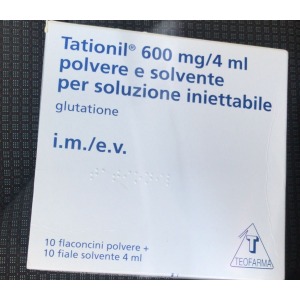 Tationil® 600 mg/4 ml
polvere e solvente
per soluzione iniettabile
glutatione
i.m./e.v.
10 flaconcini polvere +
10 fiale solvente 4 ml
T
TEOFARMA